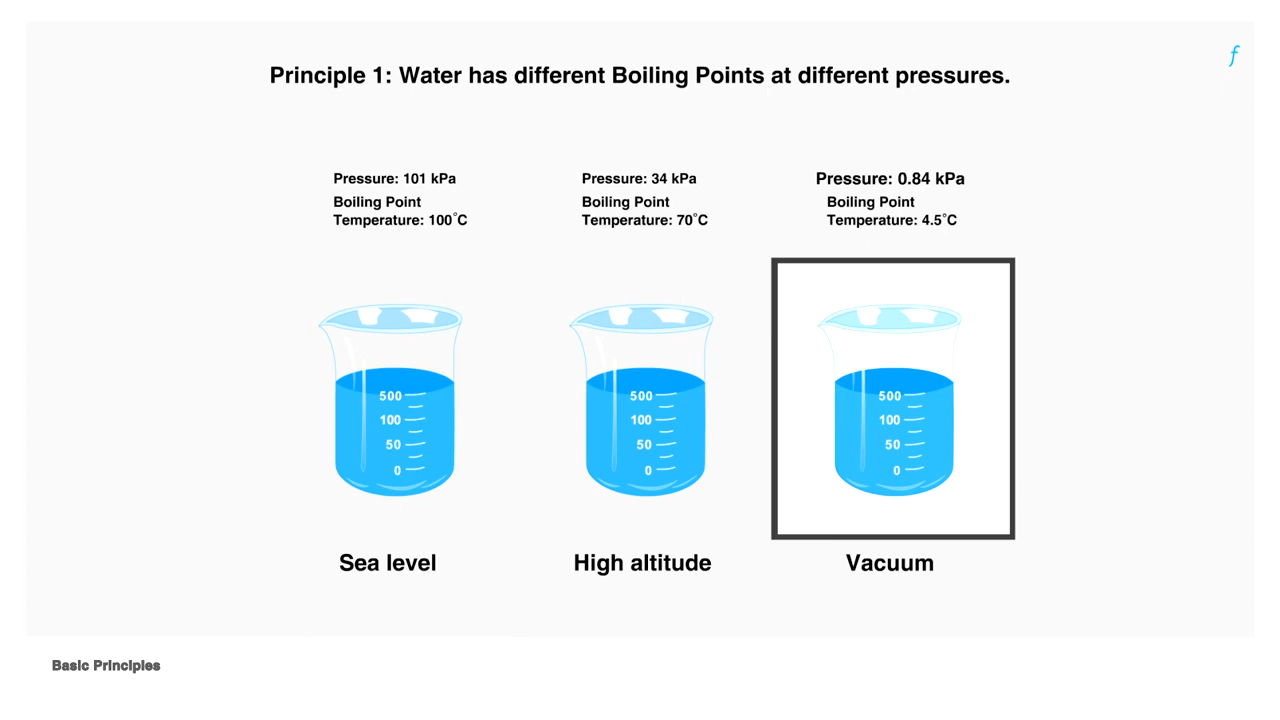 Principle 1: Water has different Boiling Points at different pressures.
f
Pressure: 101 kPa
Boiling Point
Temperature: 100°C
Pressure: 34 kPa
Boiling Point
Temperature: 70°C
Pressure: 0.84 kPa
Boiling Point
Temperature: 4.5°C
500
100
50
0
500
100
50
0
500
100
50
0
Sea level
High altitude
Vacuum
Basic Principles